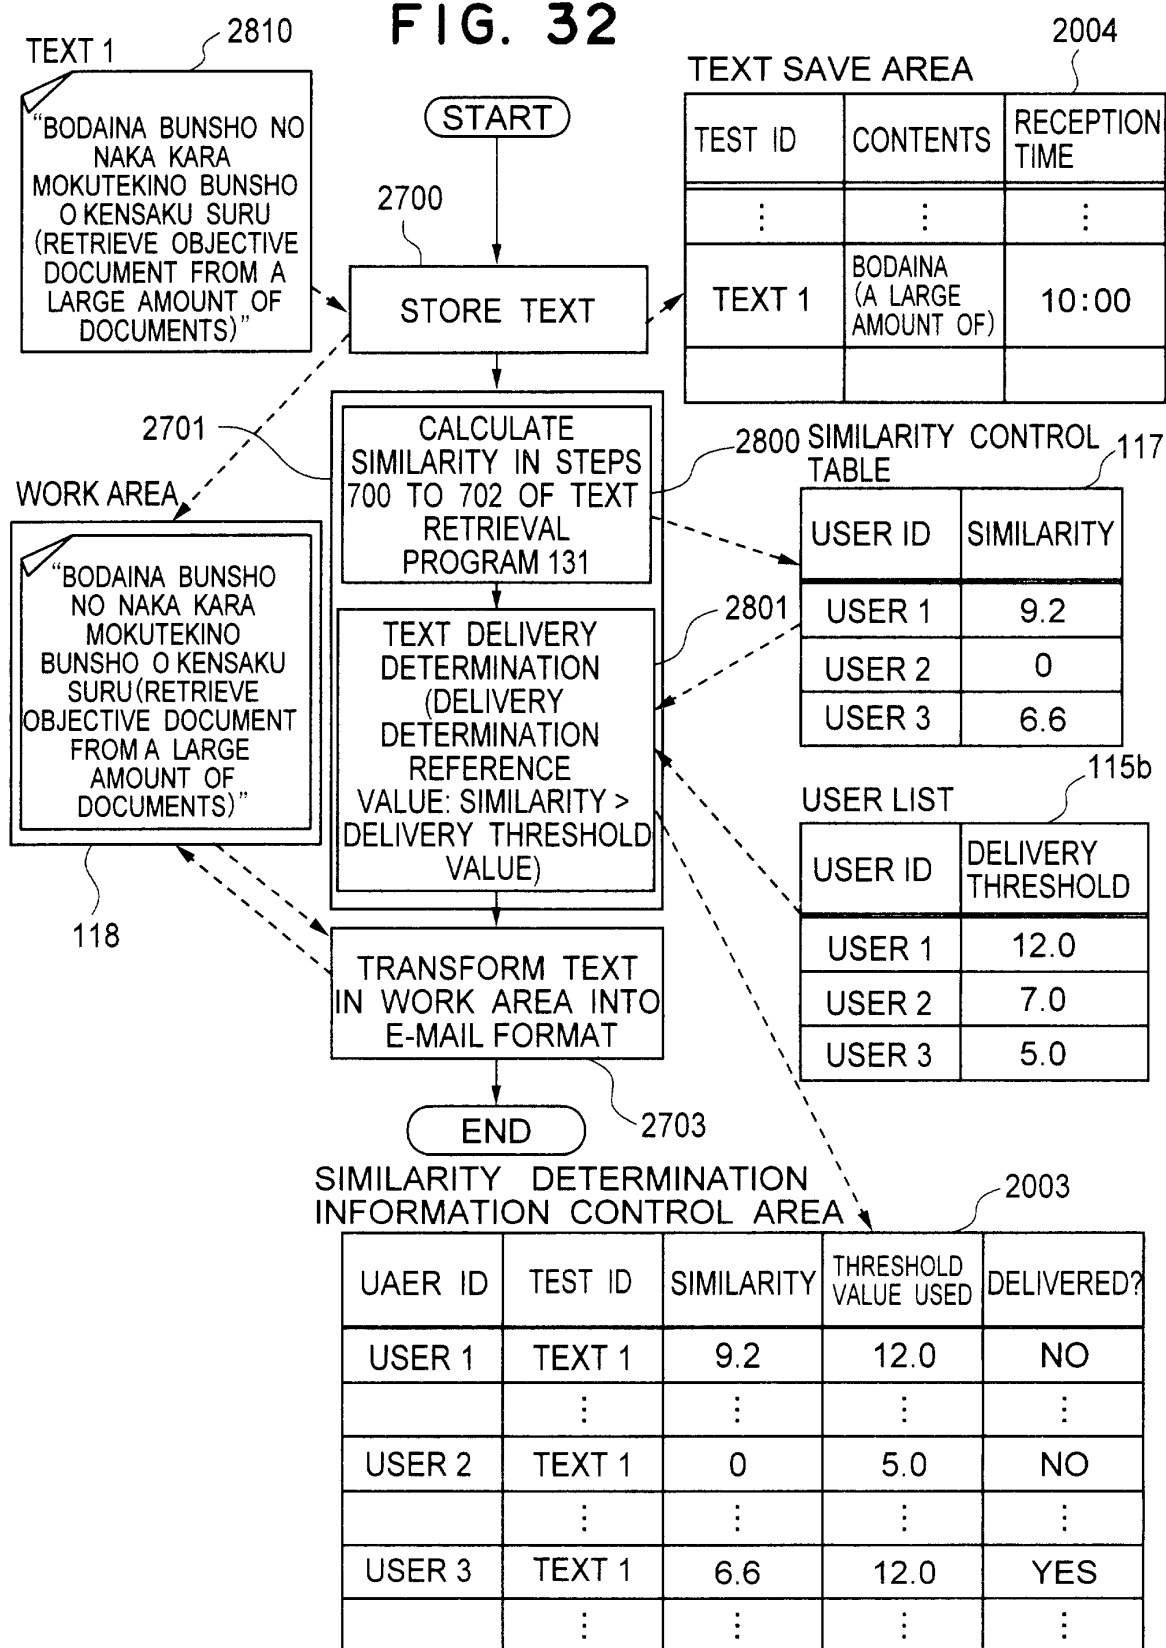 FIG. 32
TEXT 1
2810
"BODAINA BUNSHO NO
NAKA KARA
MOKUTEKINO BUNSHO
O KENSAKU SURU
(RETRIEVE OBJECTIVE
DOCUMENT FROM A
LARGE AMOUNT OF
DOCUMENTS)"
START
2700
STORE TEXT
2004
TEXT SAVE AREA
TEST ID
CONTENTS
RECEPTION
TIME
⋮ ⋮ ⋮
TEXT 1
BODAINA
(A LARGE
AMOUNT OF)
10:00
2701
CALCULATE
SIMILARITY IN STEPS
700 TO 702 OF TEXT
RETRIEVAL
PROGRAM 131
2800
SIMILARITY CONTROL
TABLE
117
USER ID SIMILARITY
USER 1 9.2
USER 2 0
USER 3 6.6
WORK AREA
"BODAINA BUNSHO
NO NAKA KARA
MOKUTEKINO
BUNSHO O KENSAKU
SURU(RETRIEVE
OBJECTIVE DOCUMENT
FROM A LARGE
AMOUNT OF
DOCUMENTS)"
118
2801
TEXT DELIVERY
DETERMINATION
(DELIVERY
DETERMINATION
REFERENCE
VALUE: SIMILARITY >
DELIVERY THRESHOLD
VALUE)
115b
USER LIST
USER ID
DELIVERY
THRESHOLD
USER 1 12.0
USER 2 7.0
USER 3 5.0
TRANSFORM TEXT
IN WORK AREA INTO
E-MAIL FORMAT
2703
END
SIMILARITY DETERMINATION
INFORMATION CONTROL AREA
2003
UAER ID
TEST ID
SIMILARITY
THRESHOLD
VALUE USED
DELIVERED?
USER 1 TEXT 1 9.2 12.0 NO
⋮ ⋮ ⋮ ⋮
USER 2 TEXT 1 0 5.0 NO
⋮ ⋮ ⋮ ⋮
USER 3 TEXT 1 6.6 12.0 YES
⋮ ⋮ ⋮ ⋮